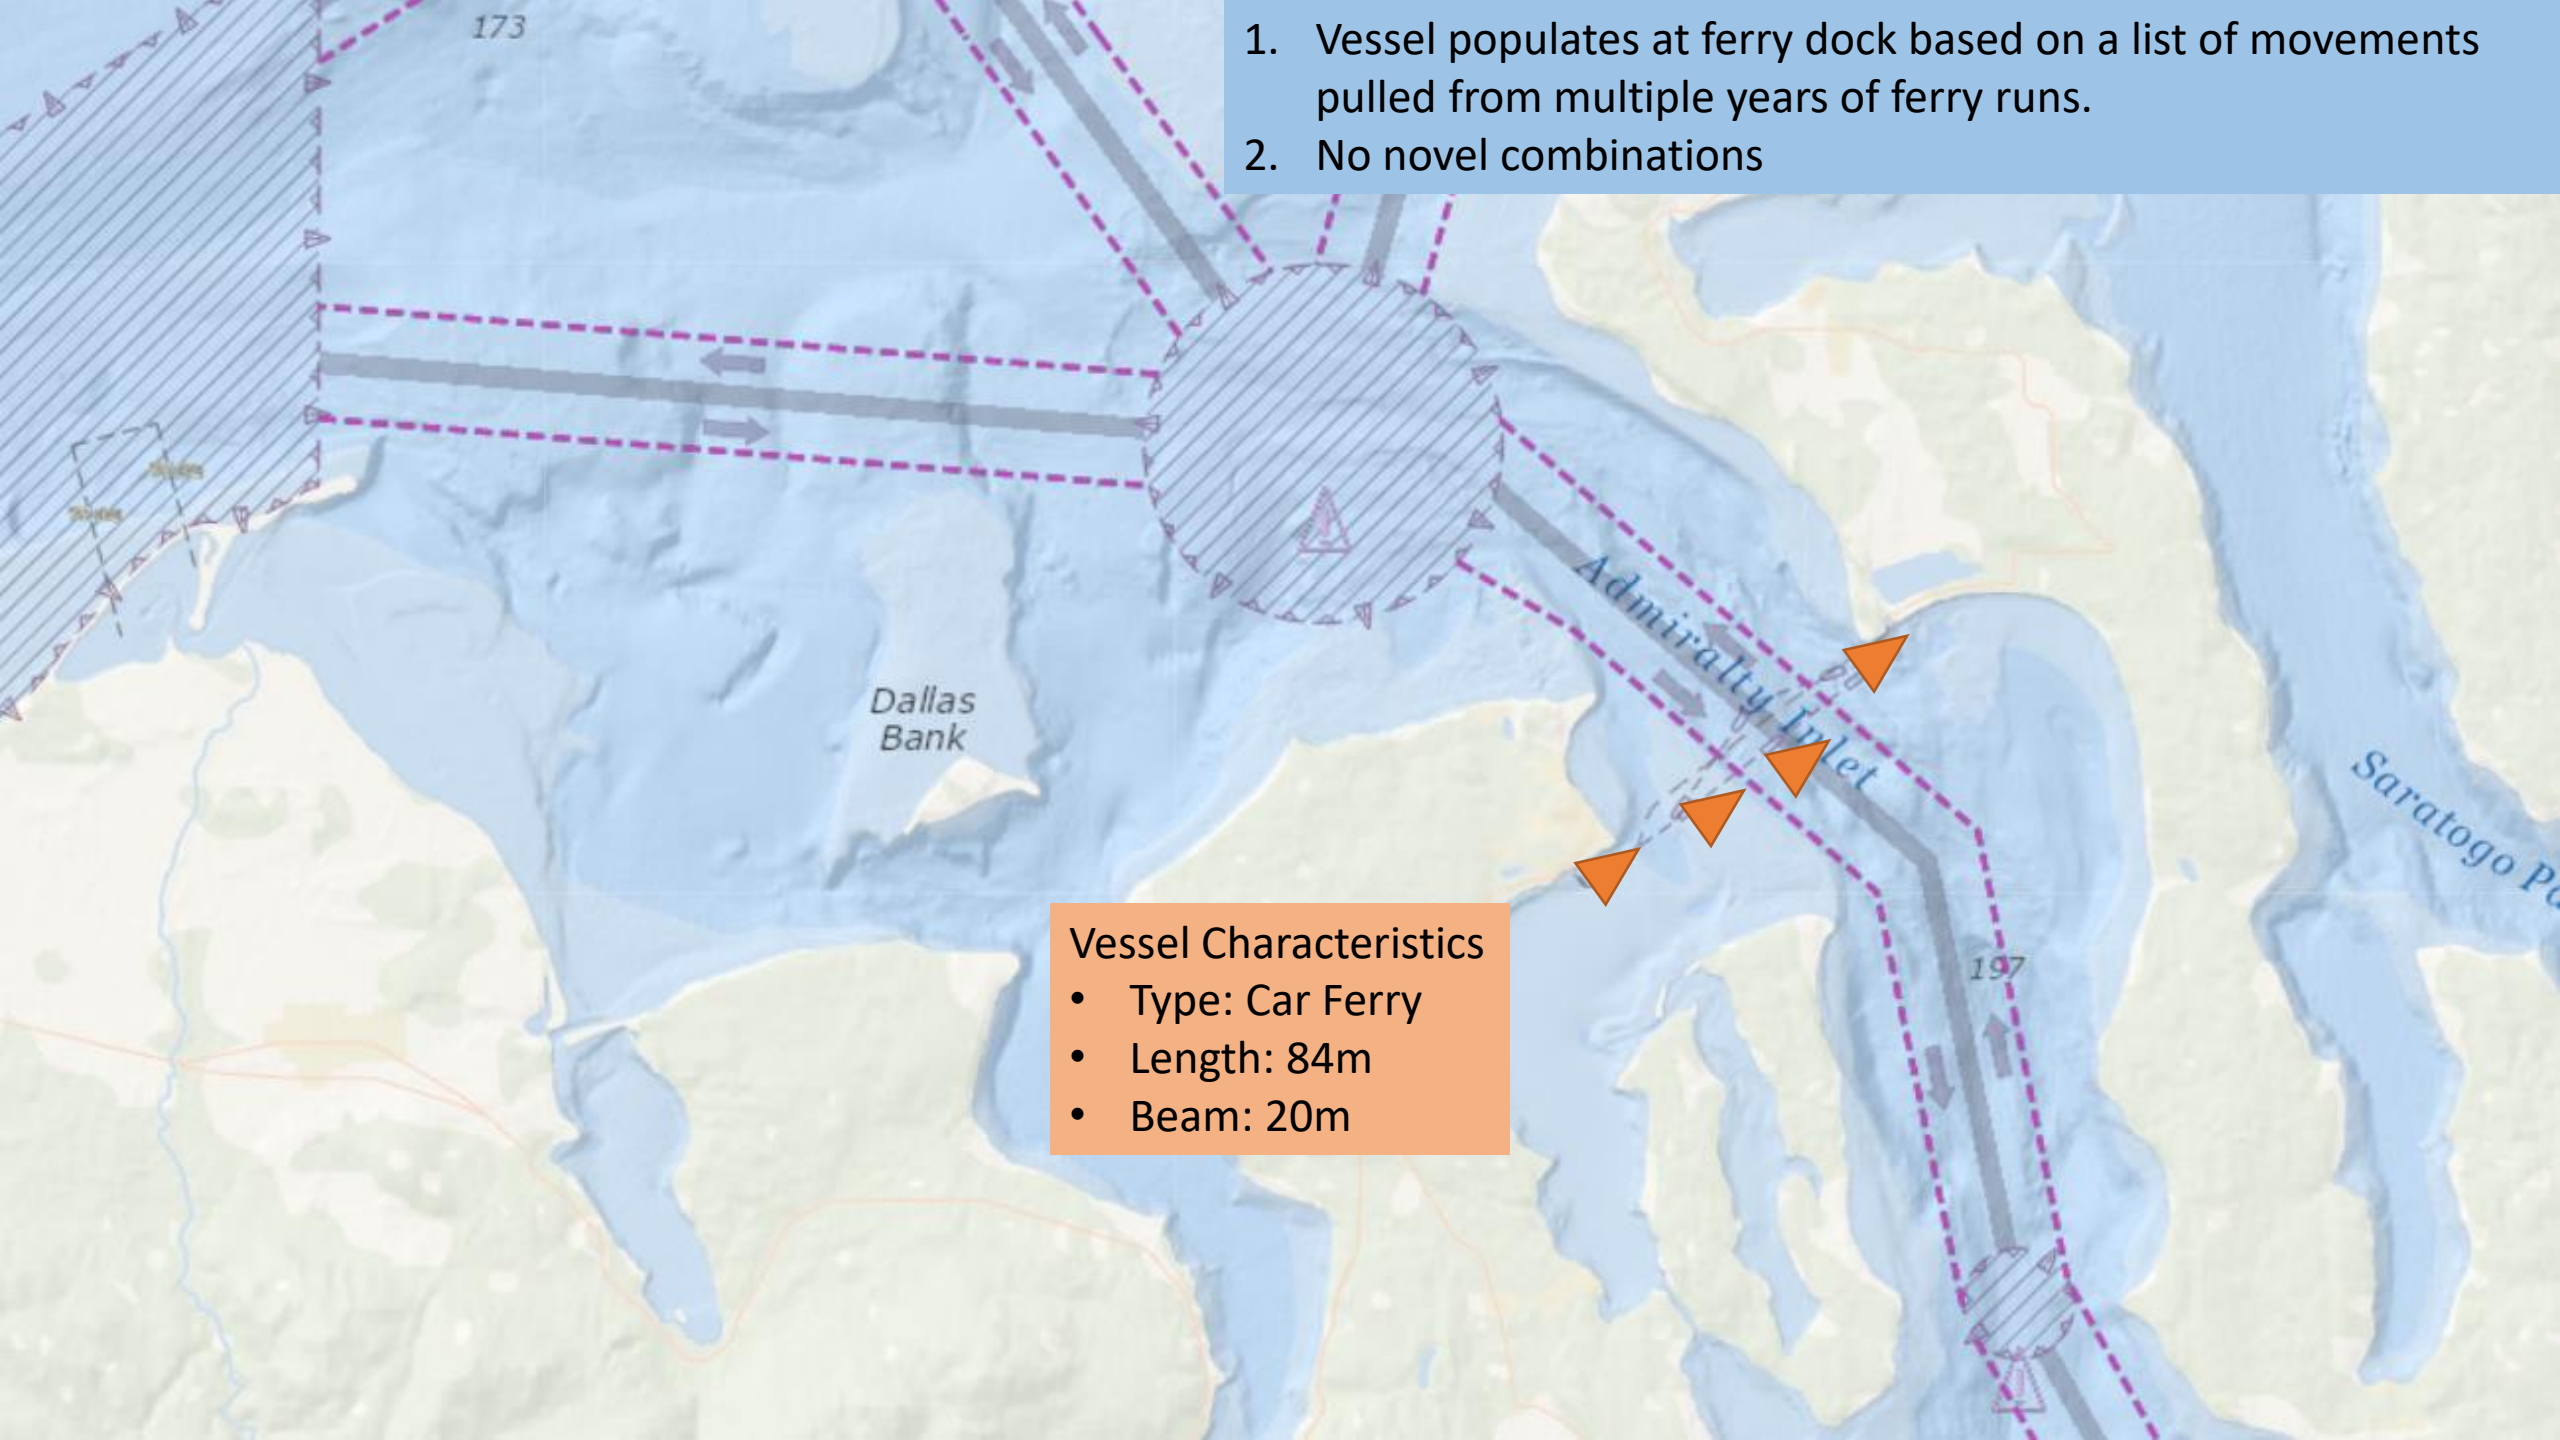 173
1. Vessel populates at ferry dock based on a list of movements
pulled from multiple years of ferry runs.
2. No novel combinations
Admiralty Inlet
Dallas
Bank
Saratogo
Vessel Characteristics
• Type: Car Ferry
• Length: 84m
• Beam: 20m
197